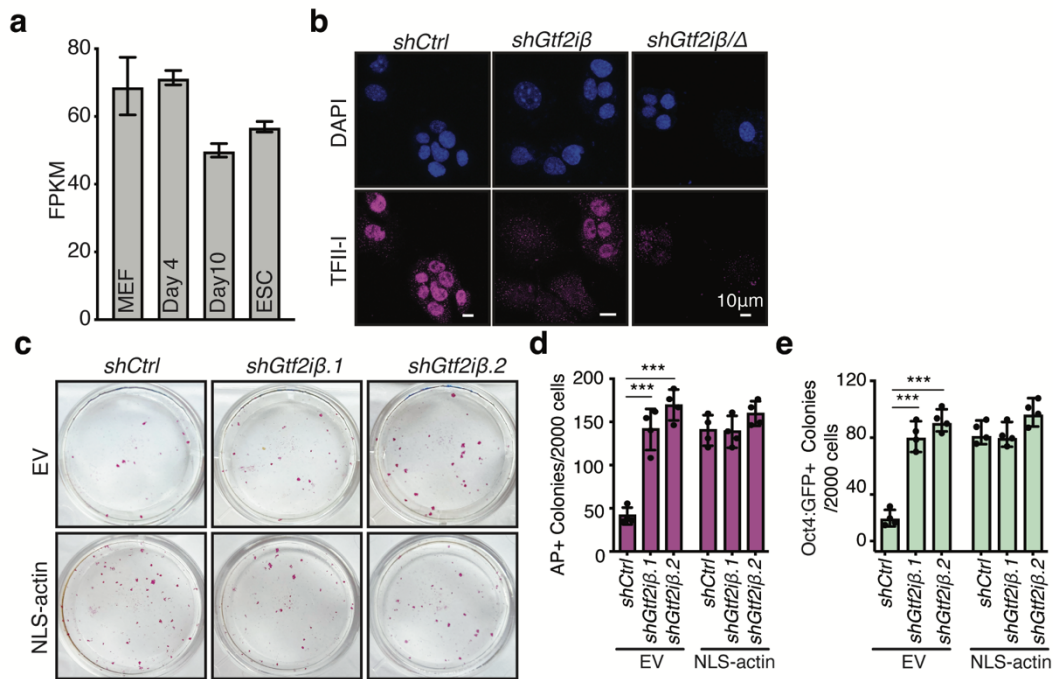 a
80
60
40
20
0
FPKM
MEF
Day 4
Day10
ESC
b
shCtrl
shGtf2iβ
shGtf2iβ/Δ
DAPI
TFII-I
10μm
c
shCtrl
shGtf2iβ.1
shGtf2iβ.2
EV
NLS-actin
d
AP+ Colonies/2000 cells
200
150
100
50
0
***
***
shCtrl
shGtf2iβ.1
shGtf2iβ.2
shCtrl
shGtf2iβ.1
shGtf2iβ.2
EV
NLS-actin
e
Oct4:GFP+ Colonies
/2000 cells
120
80
40
0
***
***
shCtrl
shGtf2iβ.1
shGtf2iβ.2
shCtrl
shGtf2iβ.1
shGtf2iβ.2
EV
NLS-actin